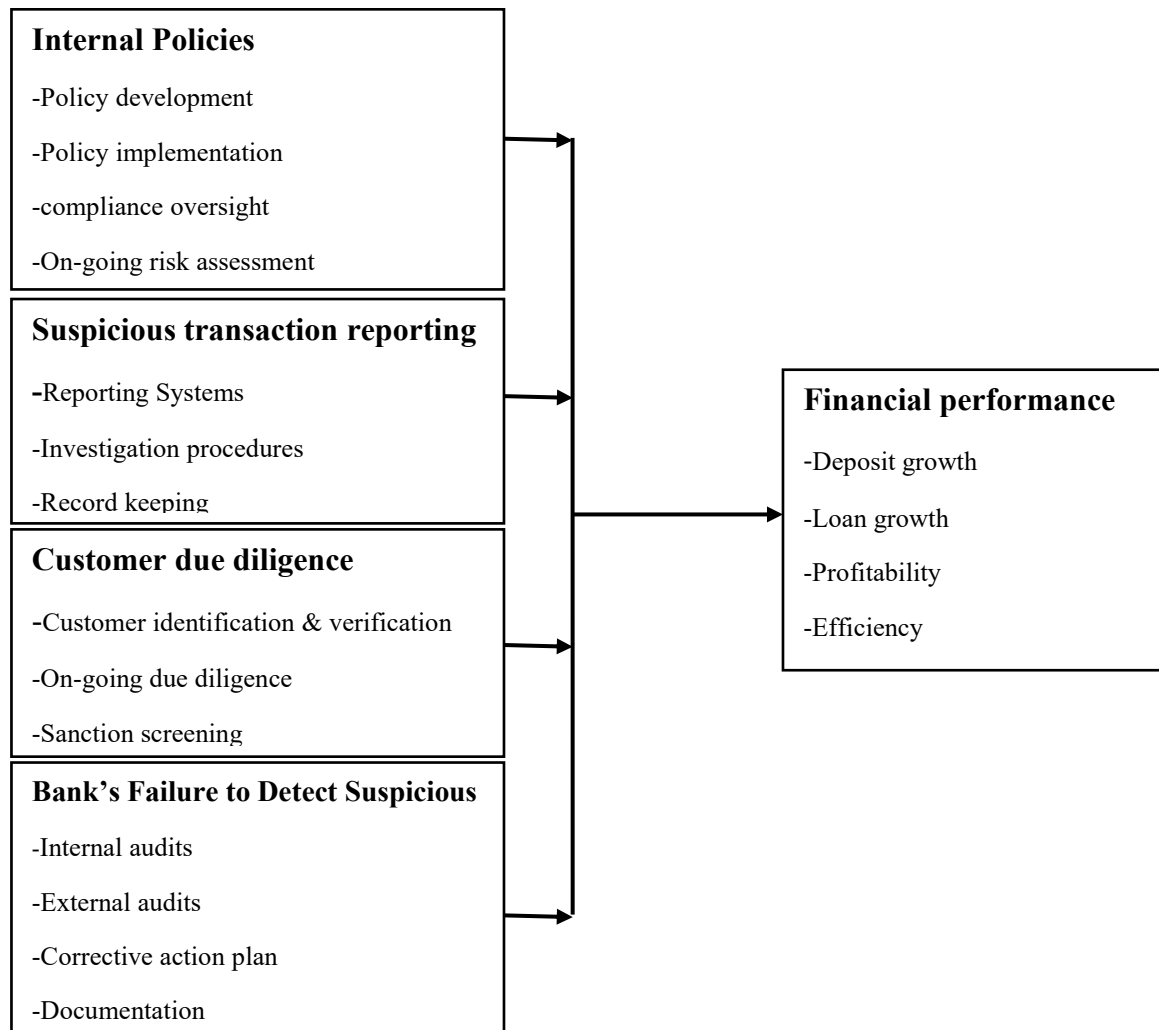 Internal Policies
-Policy development
-Policy implementation
-compliance oversight
-On-going risk assessment
Suspicious transaction reporting
-Reporting Systems
-Investigation procedures
-Record keeping
Customer due diligence
-Customer identification & verification
-On-going due diligence
-Sanction screening
Bank’s Failure to Detect Suspicious
-Internal audits
-External audits
-Corrective action plan
-Documentation
Financial performance
-Deposit growth
-Loan growth
-Profitability
-Efficiency